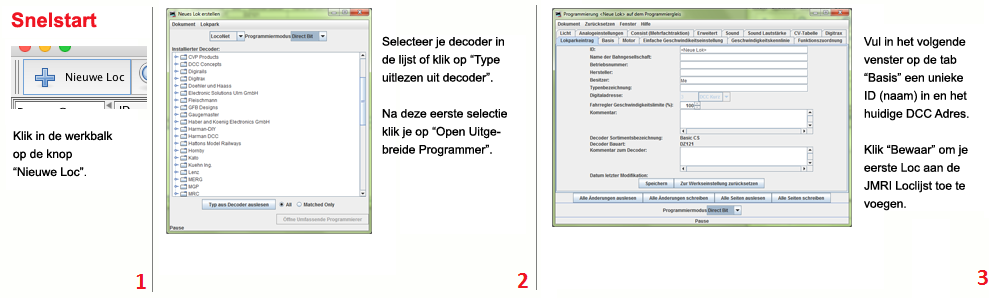 Snelstart
Nieuwe Loc
Klik in de werkbalk
op de knop
“Nieuwe Loc”.
1
Neues Lok erstellen
Dokument Lokpark
LocoNet Programmiermodus Direct Bit
Installierter Decoder:
CVP Products
DCC Concepts
Digirails
Digitrax
Doehler und Haass
Electronic Solutions Ulm GmbH
Fleischmann
GFB Designs
Gaugemaster
Haber and Koenig Electronics GmbH
Harman-DIY
Harman DCC
Hattons Model Railways
Hornby
Kato
Kuehn Ing.
Lenz
MERG
MQP
MRC
Typ aus Decoder auslesen All Matched Only
Öffne Umfassende Programmierer
Pause
Selecteer je decoder in
de lijst of klik op “Type
uitlezen uit decoder”.
Na deze eerste selectie
klik je op “Open Uitge-
breide Programmer”.
2
Programmierung <Neue Lok> auf dem Programmiergleis
Dokument Zurücksetzen Fenster Hilfe
Licht Analogeinstellungen Consist (Mehrfachtraktion) Erweitert Sound Sound Lautstärke CV-Tabelle Digitrax
Lokparkeintrag Basis Motor Einfache Geschwindikeitseinstellung Geschwindigkeitskennlinie Funktionszuordnung
ID: <Neue Lok>
Name der Bahngesellschaft:
Betriebsnummer:
Hersteller:
Besitzer: Me
Typenbezeichnung:
Digitaladresse: 3 DCC Adrs
Fahrregler Geschwindigkeitslimite (%): 100
Kommentar:
Decoder Sortimentsbezeichnung: Basic CS
Decoder Bauart: DZ121
Kommentar zum Decoder:
Datum letzter Modifikation:
Speichern Zur Werkseinstellung zurücksetzen
Alle Änderungen auslesen Alle Änderungen schreiben Alle Seiten auslesen Alle Seiten schreiben
Programmiermodus Direct Bit
Pause
Vul in het volgende
venster op de tab
“Basis” een unieke
ID (naam) in en het
huidige DCC Adres.
Klik “Bewaar” om je
eerste Loc aan de
JMRI Loclijst toe te
voegen.
3